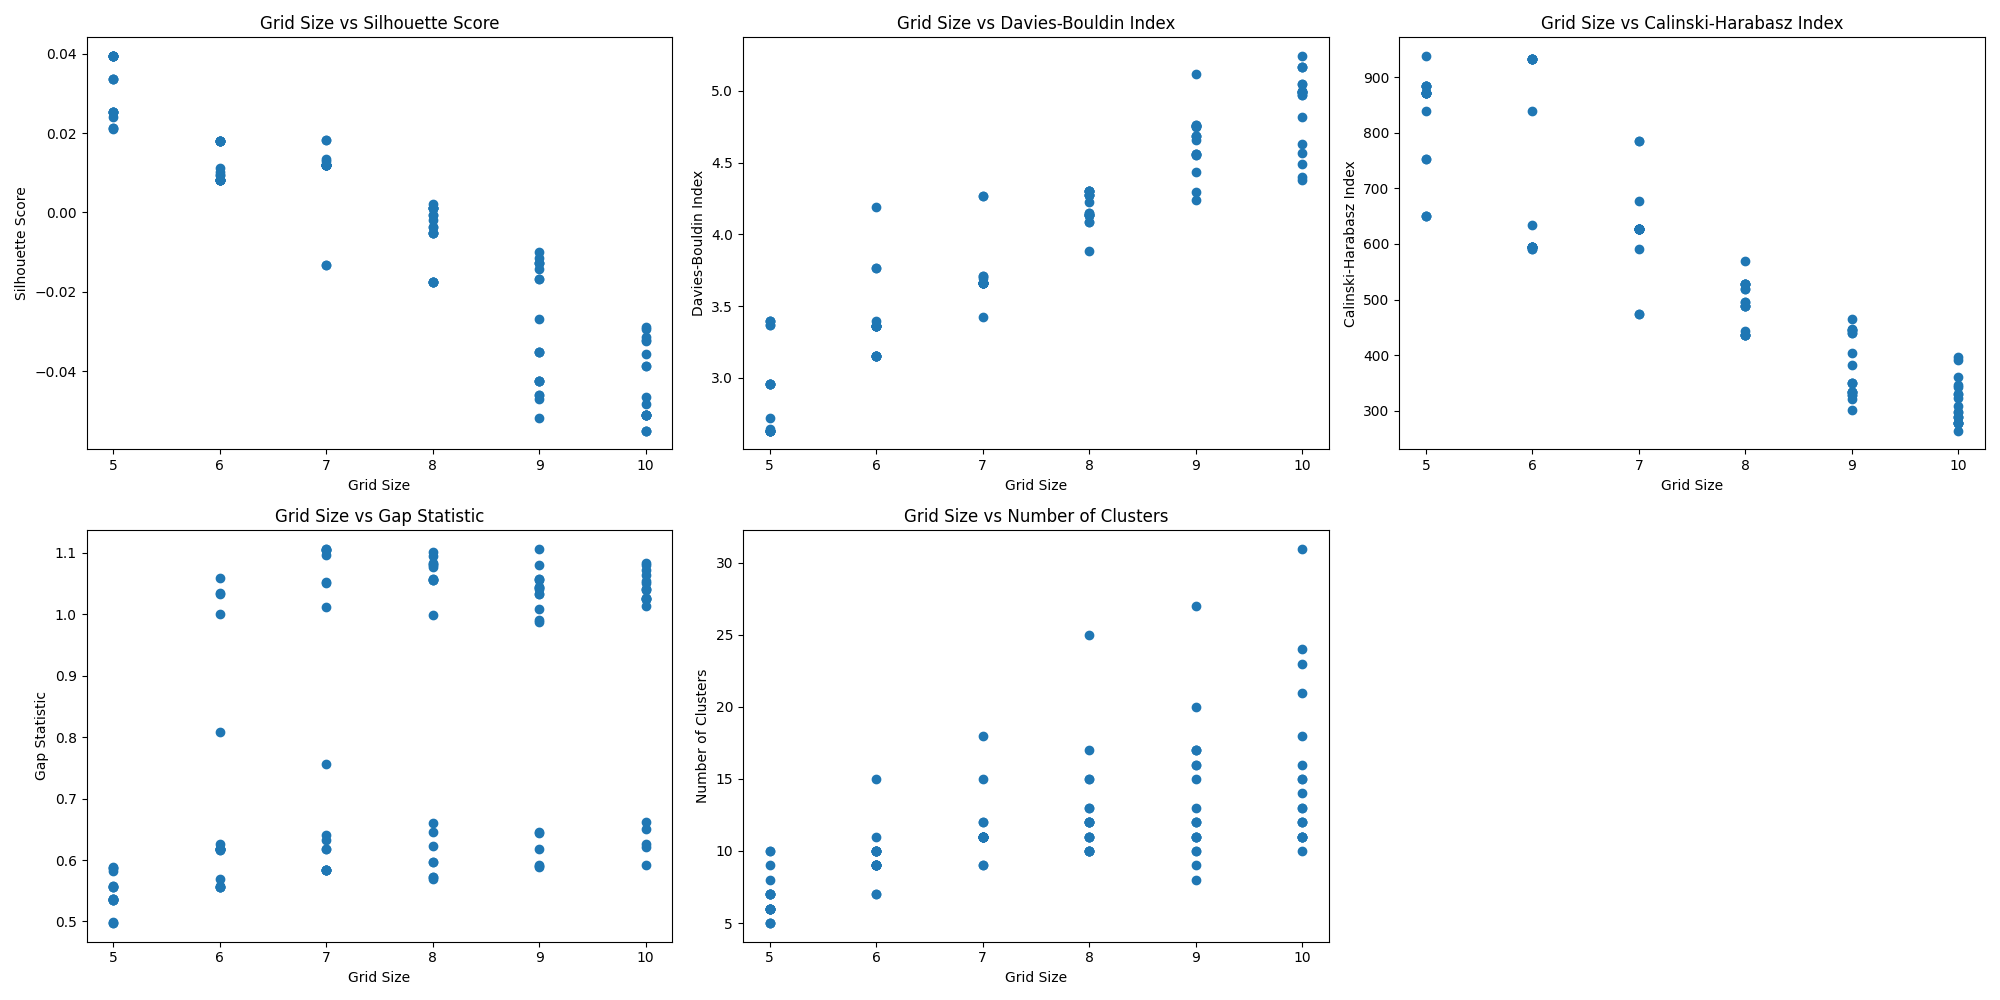 Grid Size vs Silhouette Score
Silhouette Score
0.04
0.02
0.00
−0.02
−0.04
5 6 7 8 9 10
Grid Size
Grid Size vs Davies-Bouldin Index
Davies-Bouldin Index
5.0
4.5
4.0
3.5
3.0
5 6 7 8 9 10
Grid Size
Grid Size vs Calinski-Harabasz Index
Calinski-Harabasz Index
900
800
700
600
500
400
300
5 6 7 8 9 10
Grid Size
Grid Size vs Gap Statistic
Gap Statistic
1.1
1.0
0.9
0.8
0.7
0.6
0.5
5 6 7 8 9 10
Grid Size
Grid Size vs Number of Clusters
Number of Clusters
30
25
20
15
10
5
5 6 7 8 9 10
Grid Size